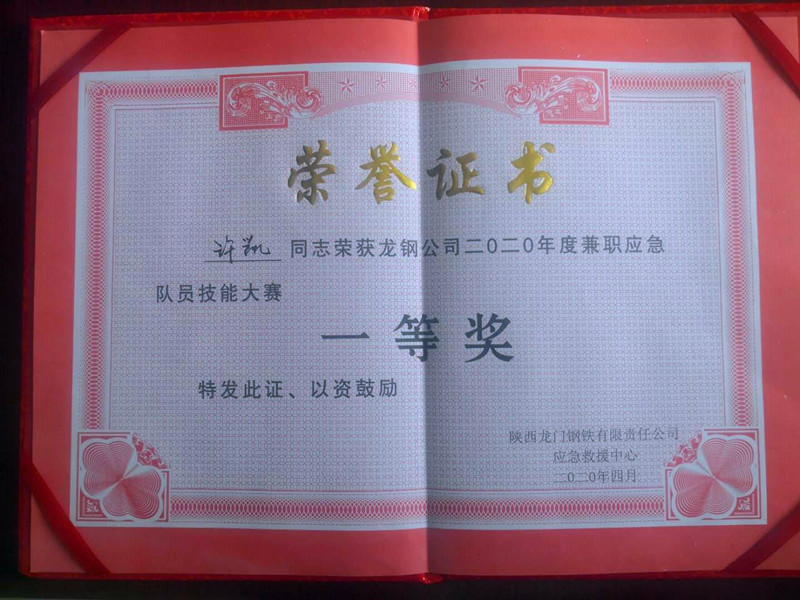 荣誉证书
许凯 同志荣获龙钢公司二0二0年度兼职应急
队员技能大赛
一等奖
特发此证、以资鼓励
陕西龙门钢铁有限责任公司
应急救援中心
二0二0年四月